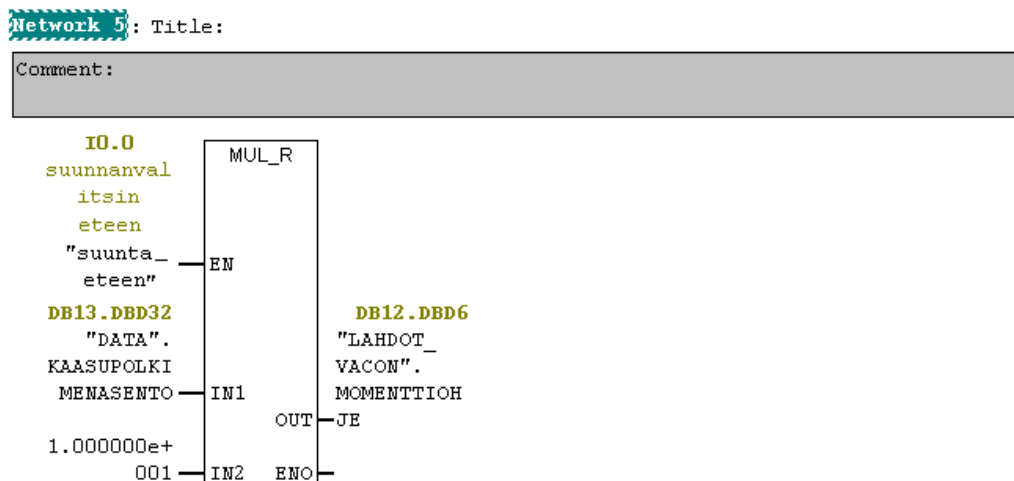 Network 5: Title:
Comment:
I0.0
suunnanval
itsin
eteen
"suunta_
eteen"
MUL_R
EN
DB13.DBD32
"DATA".
KAASUPOLKI
MENASENTO
IN1
DB12.DBD6
"LAHDOT_
VACON".
MOMENTTIOH
JE
OUT
1.000000e+
001
IN2
ENO